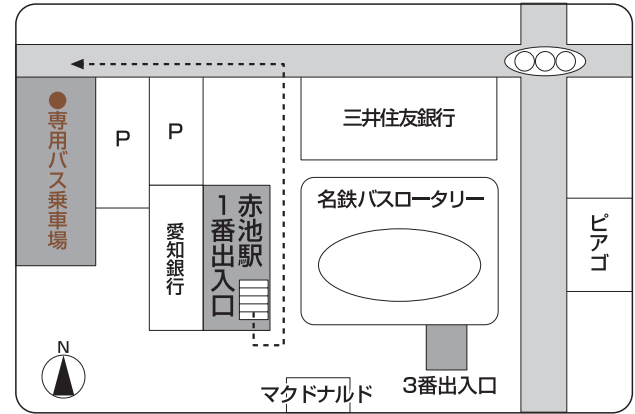 ●専用バス乗車場
P
P
三井住友銀行
名鉄バスロータリー
赤池駅
1番出入口
愛知銀行
ピアゴ
N
マクドナルド
3番出入口